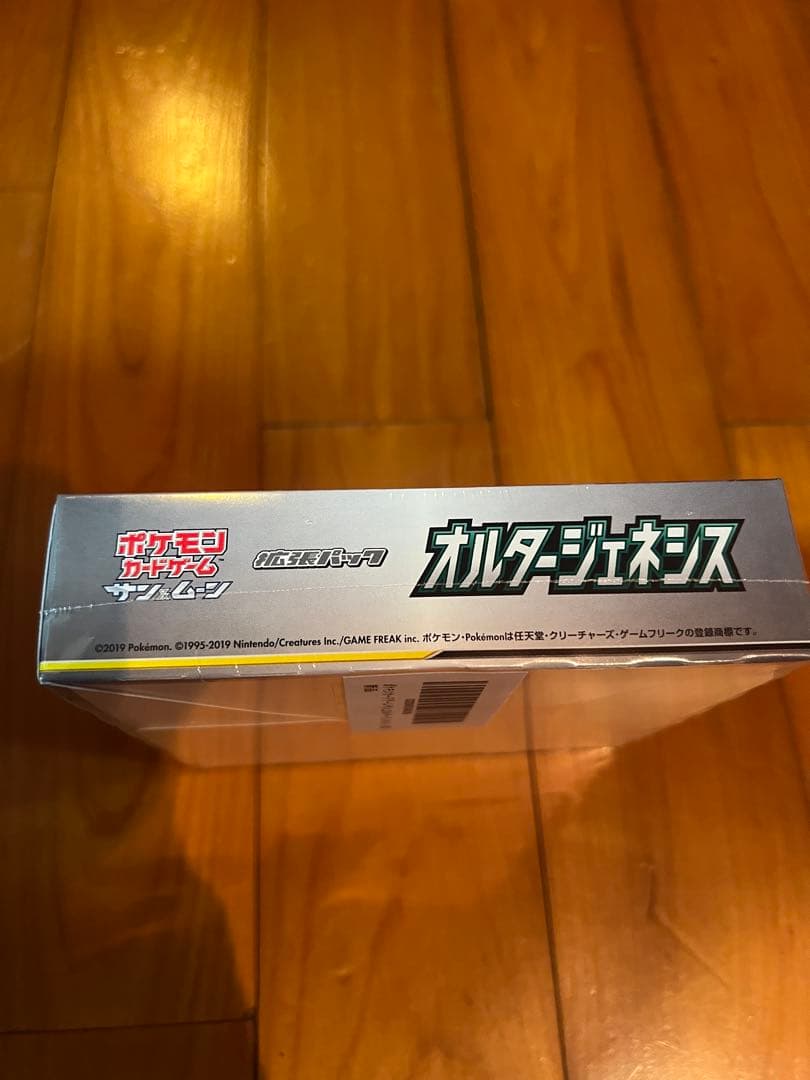 ポケモン
カードゲーム
サン&ムーン
拡張パック
オルタージェネシス
©2019 Pokémon. ©1995-2019 Nintendo/Creatures Inc./GAME FREAK inc. ポケモン・Pokémonは任天堂・クリーチャーズ・ゲームフリークの登録商標です。